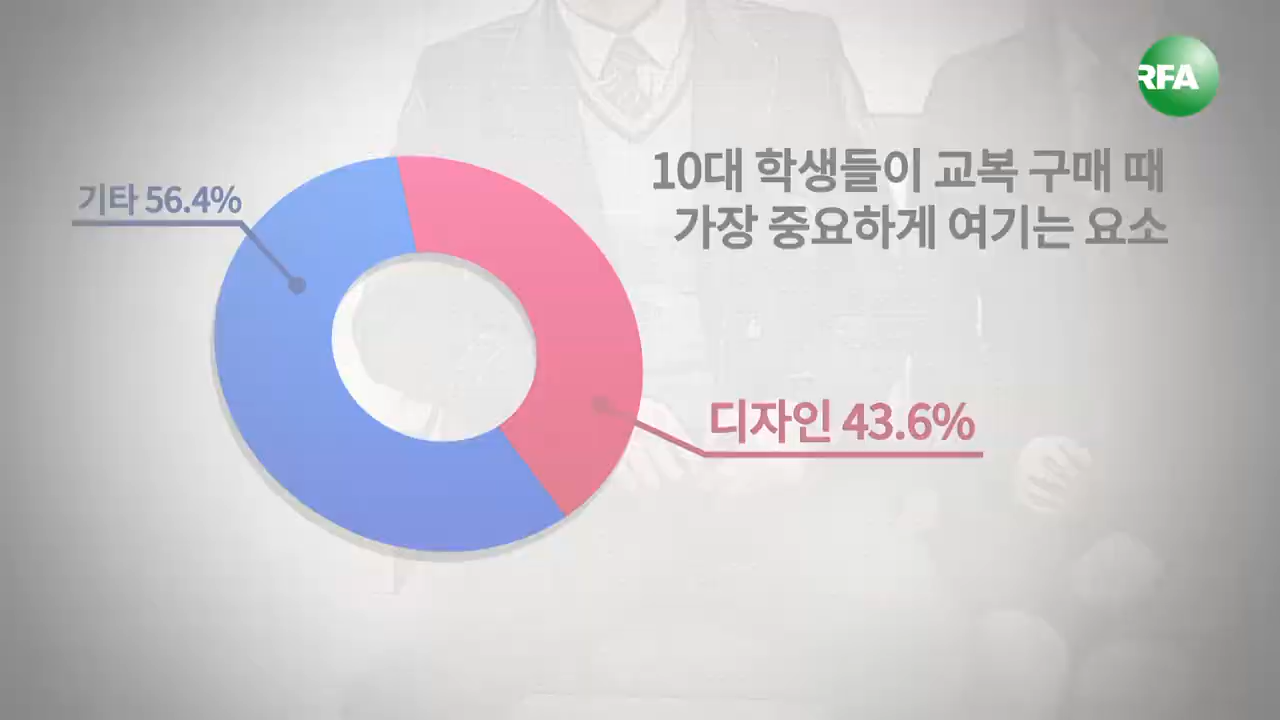 RFA
10대 학생들이 교복 구매 때
가장 중요하게 여기는 요소
기타 56.4%
디자인 43.6%